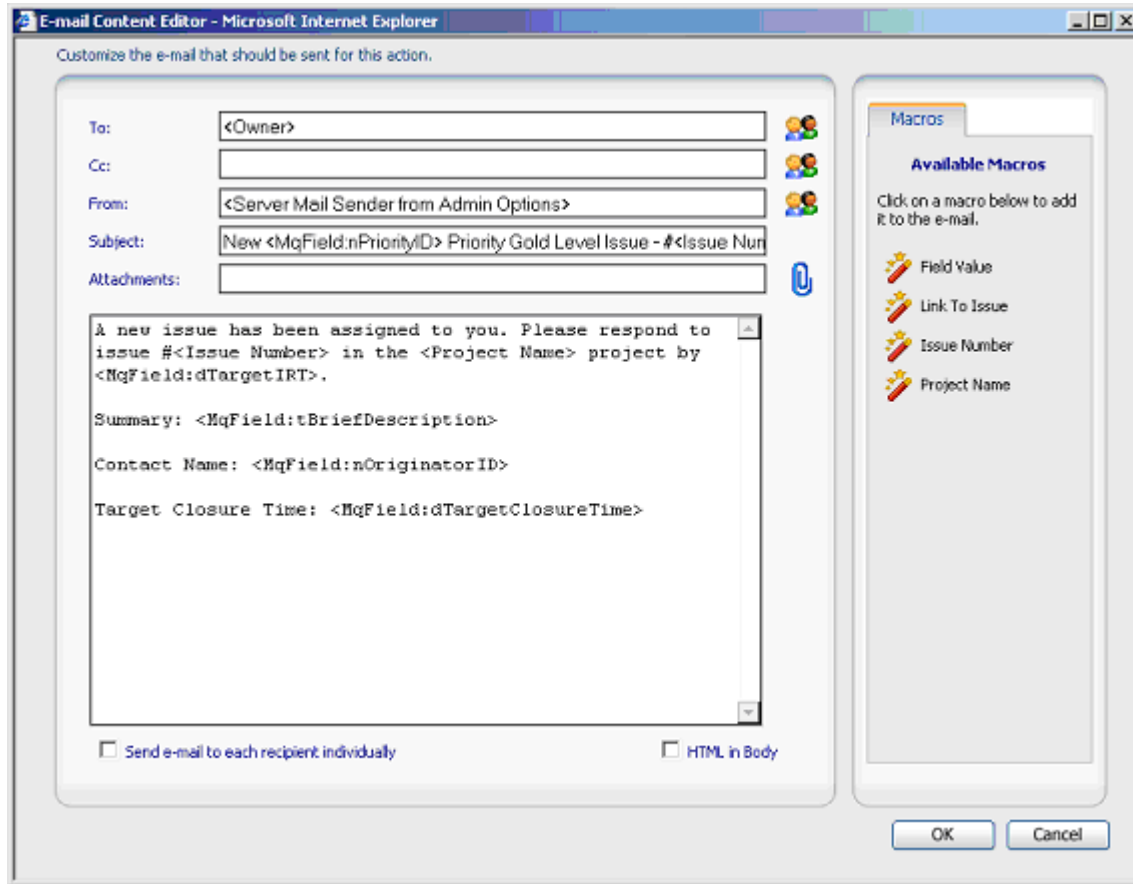 E-mail Content Editor - Microsoft Internet Explorer
Customize the e-mail that should be sent for this action.
To:
<Owner>
Cc:
From:
<Server Mail Sender from Admin Options>
Subject:
New <MqField:nPriorityID> Priority Gold Level Issue - #<Issue Num
Attachments:
A new issue has been assigned to you. Please respond to
issue #<Issue Number> in the <Project Name> project by
<MqField:dTargetIRT>.
Summary: <MqField:tBriefDescription>
Contact Name: <MqField:nOriginatorID>
Target Closure Time: <MqField:dTargetClosureTime>
Send e-mail to each recipient individually
HTML in Body
Macros
Available Macros
Click on a macro below to add
it to the e-mail.
Field Value
Link To Issue
Issue Number
Project Name
OK
Cancel